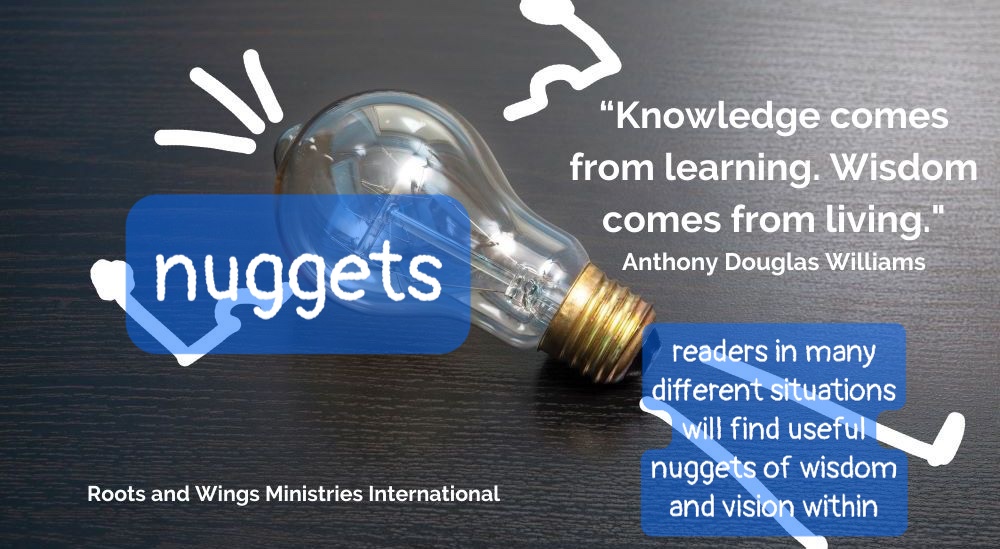 “Knowledge comes
from learning. Wisdom
comes from living."
Anthony Douglas Williams
nuggets
readers in many
different situations
will find useful
nuggets of wisdom
and vision within
Roots and Wings Ministries International